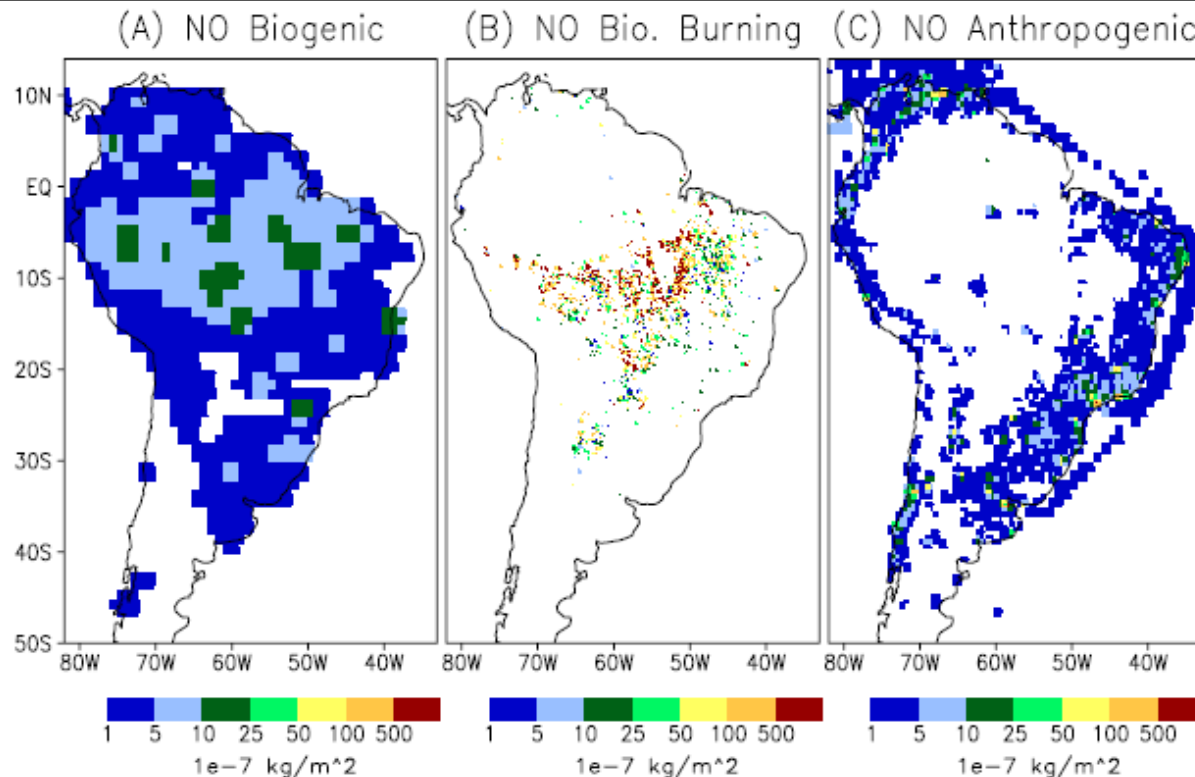 (A) NO Biogenic
(B) NO Bio. Burning
(C) NO Anthropogenic
10N
EQ
10S
20S
30S
40S
50S
80W 70W 60W 50W 40W
80W 70W 60W 50W 40W
80W 70W 60W 50W 40W
1 5 10 25 50 100 500
1 5 10 25 50 100 500
1 5 10 25 50 100 500
1e-7 kg/m^2
1e-7 kg/m^2
1e-7 kg/m^2